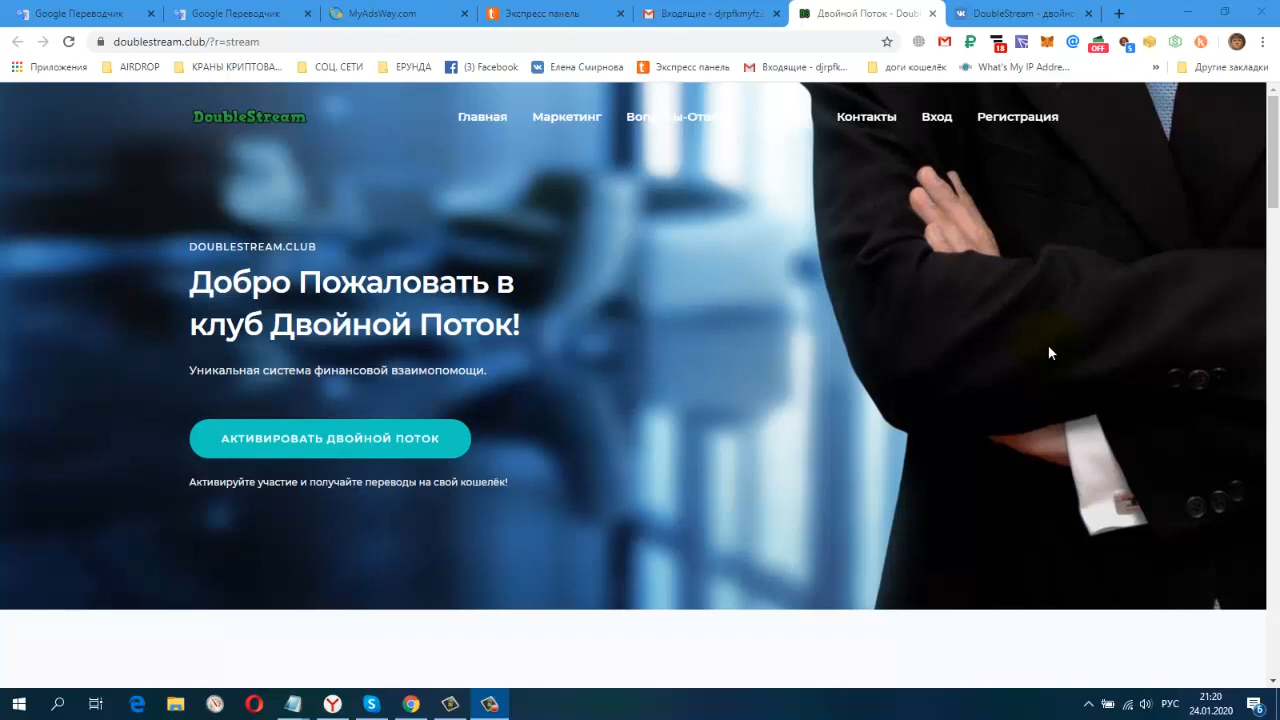 Google Переводчик
Google Переводчик
MyAdsWay.com
Экспресс панель
Входящие - djrpfkmyfz
Двойной Поток - Doub
DoubleStream - двойно
doublestream.club/?r=stream
18
OFF
Приложения
AIRDROP
КРАНЫ КРИПТОВА...
СОЦ. СЕТИ
ЕРУНДА
(3) Facebook
Елена Смирнова
Экспресс панель
Входящие - djrpfk...
доги кошелёк
What's My IP Addre...
»
Другие закладки
DoubleStream
Главная
Маркетинг
Контакты
Вход
Регистрация
DOUBLESTREAM.CLUB
Добро Пожаловать в
клуб Двойной Поток!
Уникальная система финансовой взаимопомощи.
АКТИВИРОВАТЬ ДВОЙНОЙ ПОТОК
Активируйте участие и получайте переводы на свой кошелёк!
РУС
21:20
24.01.2020